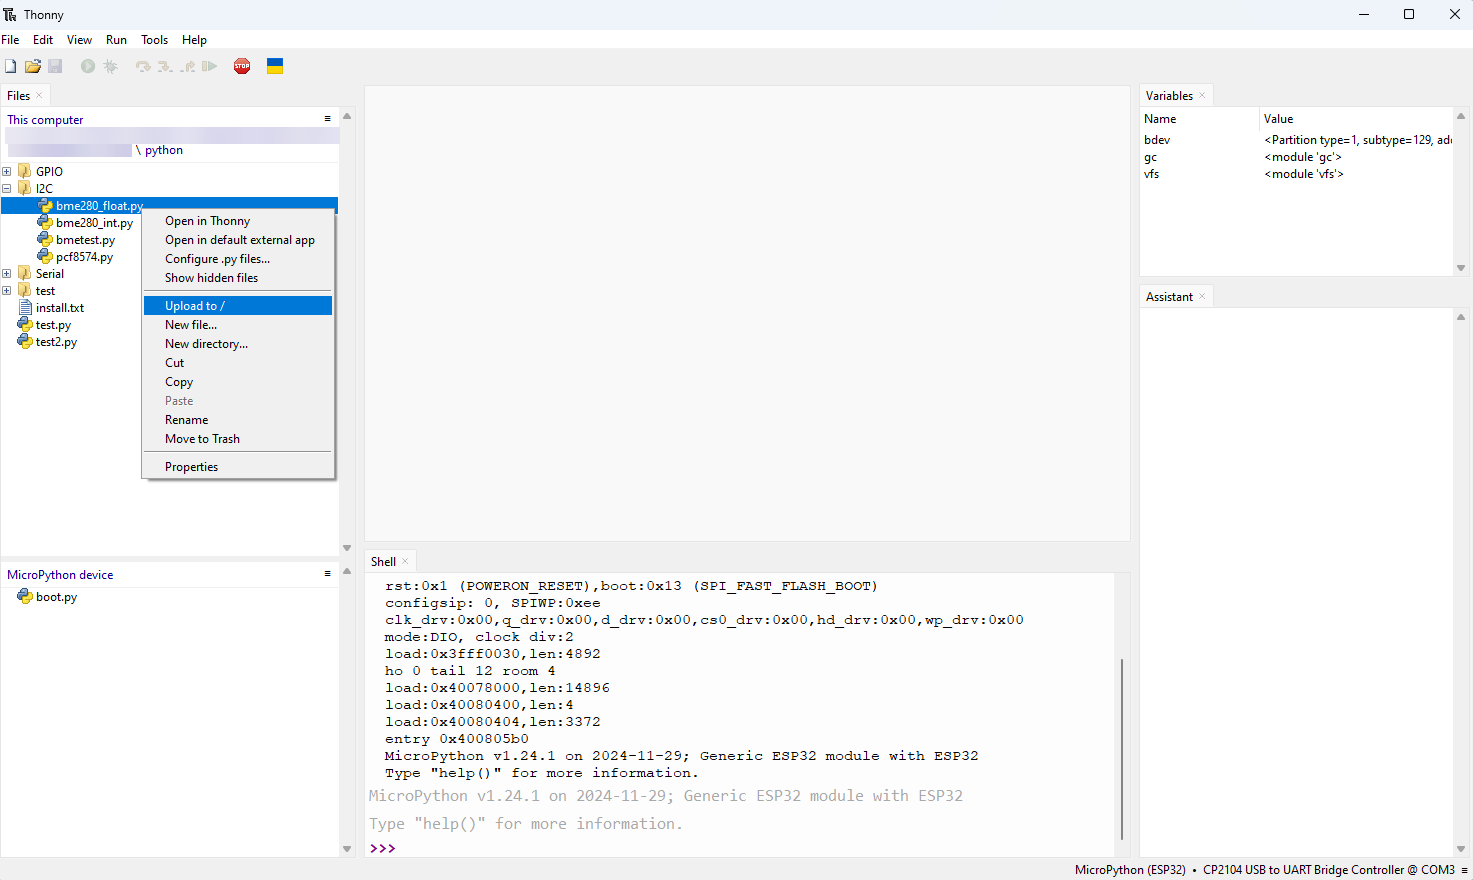 Thonny
File Edit View Run Tools Help
STOP
Files
This computer
\ python
GPIO
I2C
bme280_float.py
bme280_int.py
bmetest.py
pcf8574.py
Serial
test
install.txt
test.py
test2.py
Open in Thonny
Open in default external app
Configure .py files...
Show hidden files
Upload to /
New file...
New directory...
Cut
Copy
Paste
Rename
Move to Trash
Properties
MicroPython device
boot.py
Shell
rst:0x1 (POWERON_RESET),boot:0x13 (SPI_FAST_FLASH_BOOT)
configsip: 0, SPIWP:0xee
clk_drv:0x00,q_drv:0x00,d_drv:0x00,cs0_drv:0x00,hd_drv:0x00,wp_drv:0x00
mode:DIO, clock div:2
load:0x3fff0030,len:4892
ho 0 tail 12 room 4
load:0x40078000,len:14896
load:0x40080400,len:4
load:0x40080404,len:3372
entry 0x400805b0
MicroPython v1.24.1 on 2024-11-29; Generic ESP32 module with ESP32
Type "help()" for more information.
MicroPython v1.24.1 on 2024-11-29; Generic ESP32 module with ESP32
Type "help()" for more information.
>>>
Variables
Name Value
bdev <Partition type=1, subtype=129, add
gc <module 'gc'>
vfs <module 'vfs'>
Assistant
MicroPython (ESP32) • CP2104 USB to UART Bridge Controller @ COM3 ≡